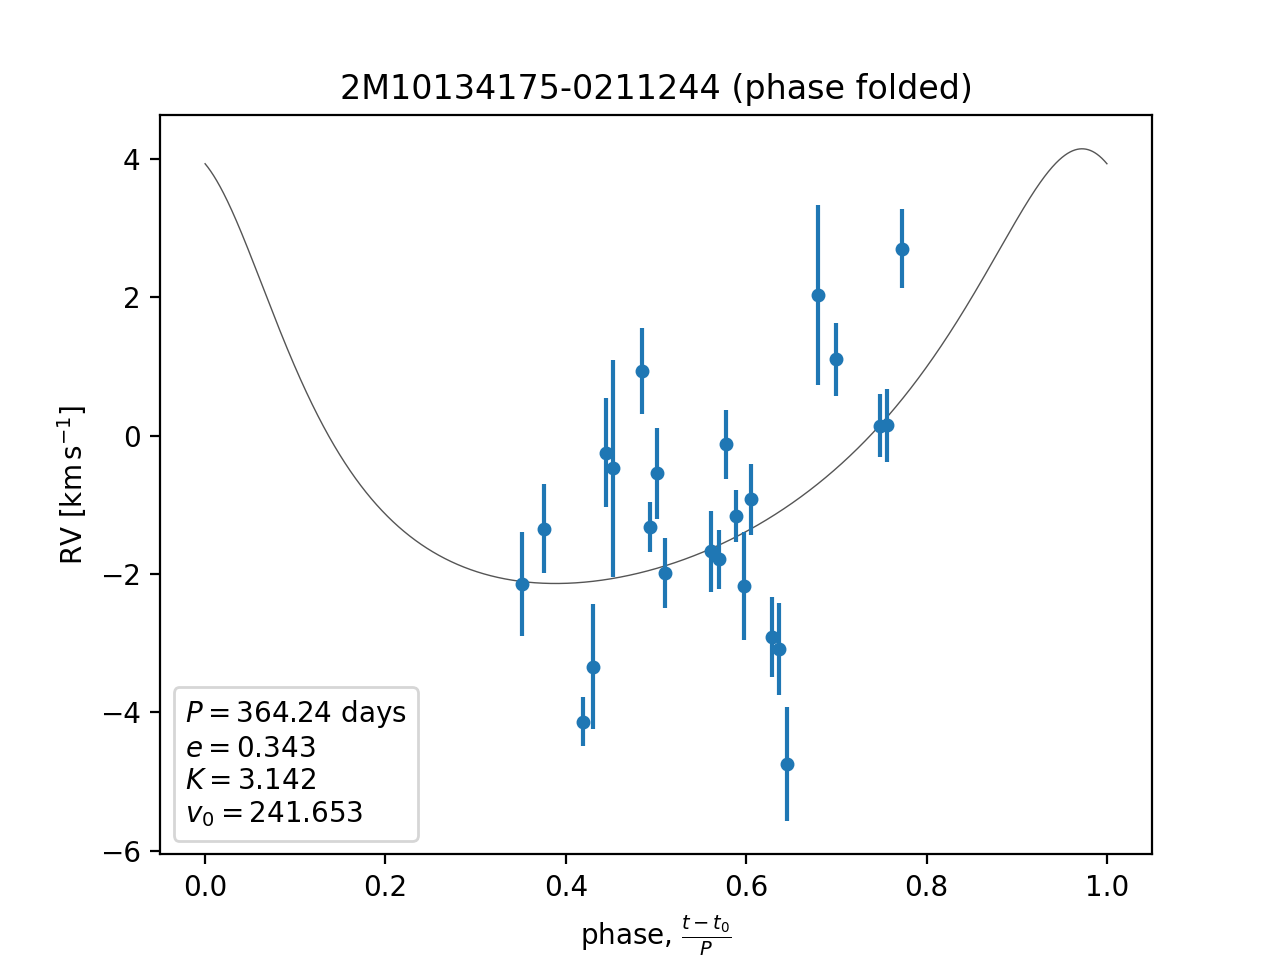 2M10134175-0211244 (phase folded)
4
2
0
−2
−4
−6
RV [km s⁻¹]
P = 364.24 days
e = 0.343
K = 3.142
v₀ = 241.653
0.0 0.2 0.4 0.6 0.8 1.0
phase, (t − t₀)/P